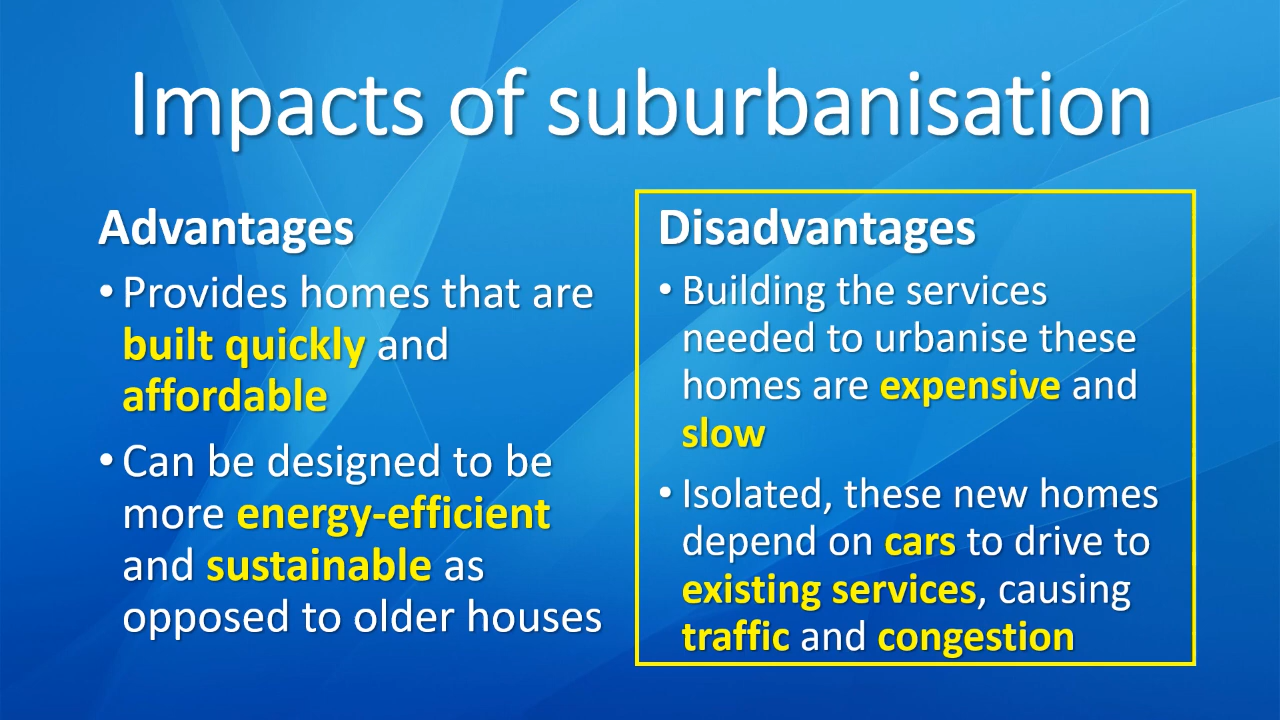 Impacts of suburbanisation
Advantages
• Provides homes that are
built quickly and
affordable
• Can be designed to be
more energy-efficient
and sustainable as
opposed to older houses
Disadvantages
• Building the services
needed to urbanise these
homes are expensive and
slow
• Isolated, these new homes
depend on cars to drive to
existing services, causing
traffic and congestion